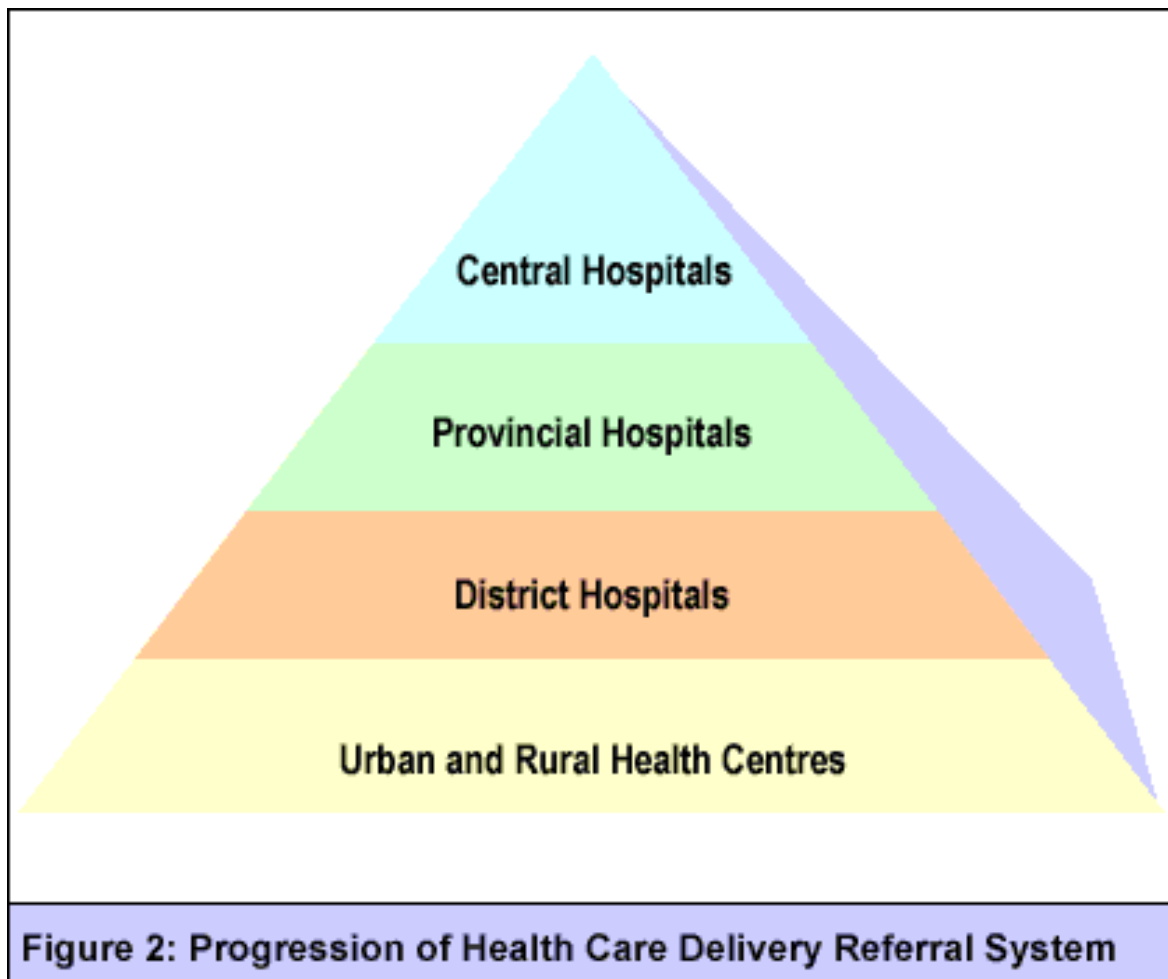 Central Hospitals
Provincial Hospitals
District Hospitals
Urban and Rural Health Centres
Figure 2: Progression of Health Care Delivery Referral System